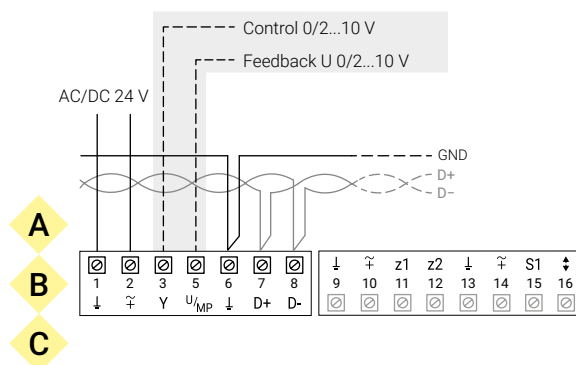 Control 0/2...10 V
Feedback U 0/2...10 V
AC/DC 24 V
GND
D+
D–
A
B
C
1 2 3 5 6 7 8
⏚ ≂ Y U/MP ⏚ D+ D-
⏚ ≂ z1 z2 ⏚ ≂ S1 ⬍
9 10 11 12 13 14 15 16